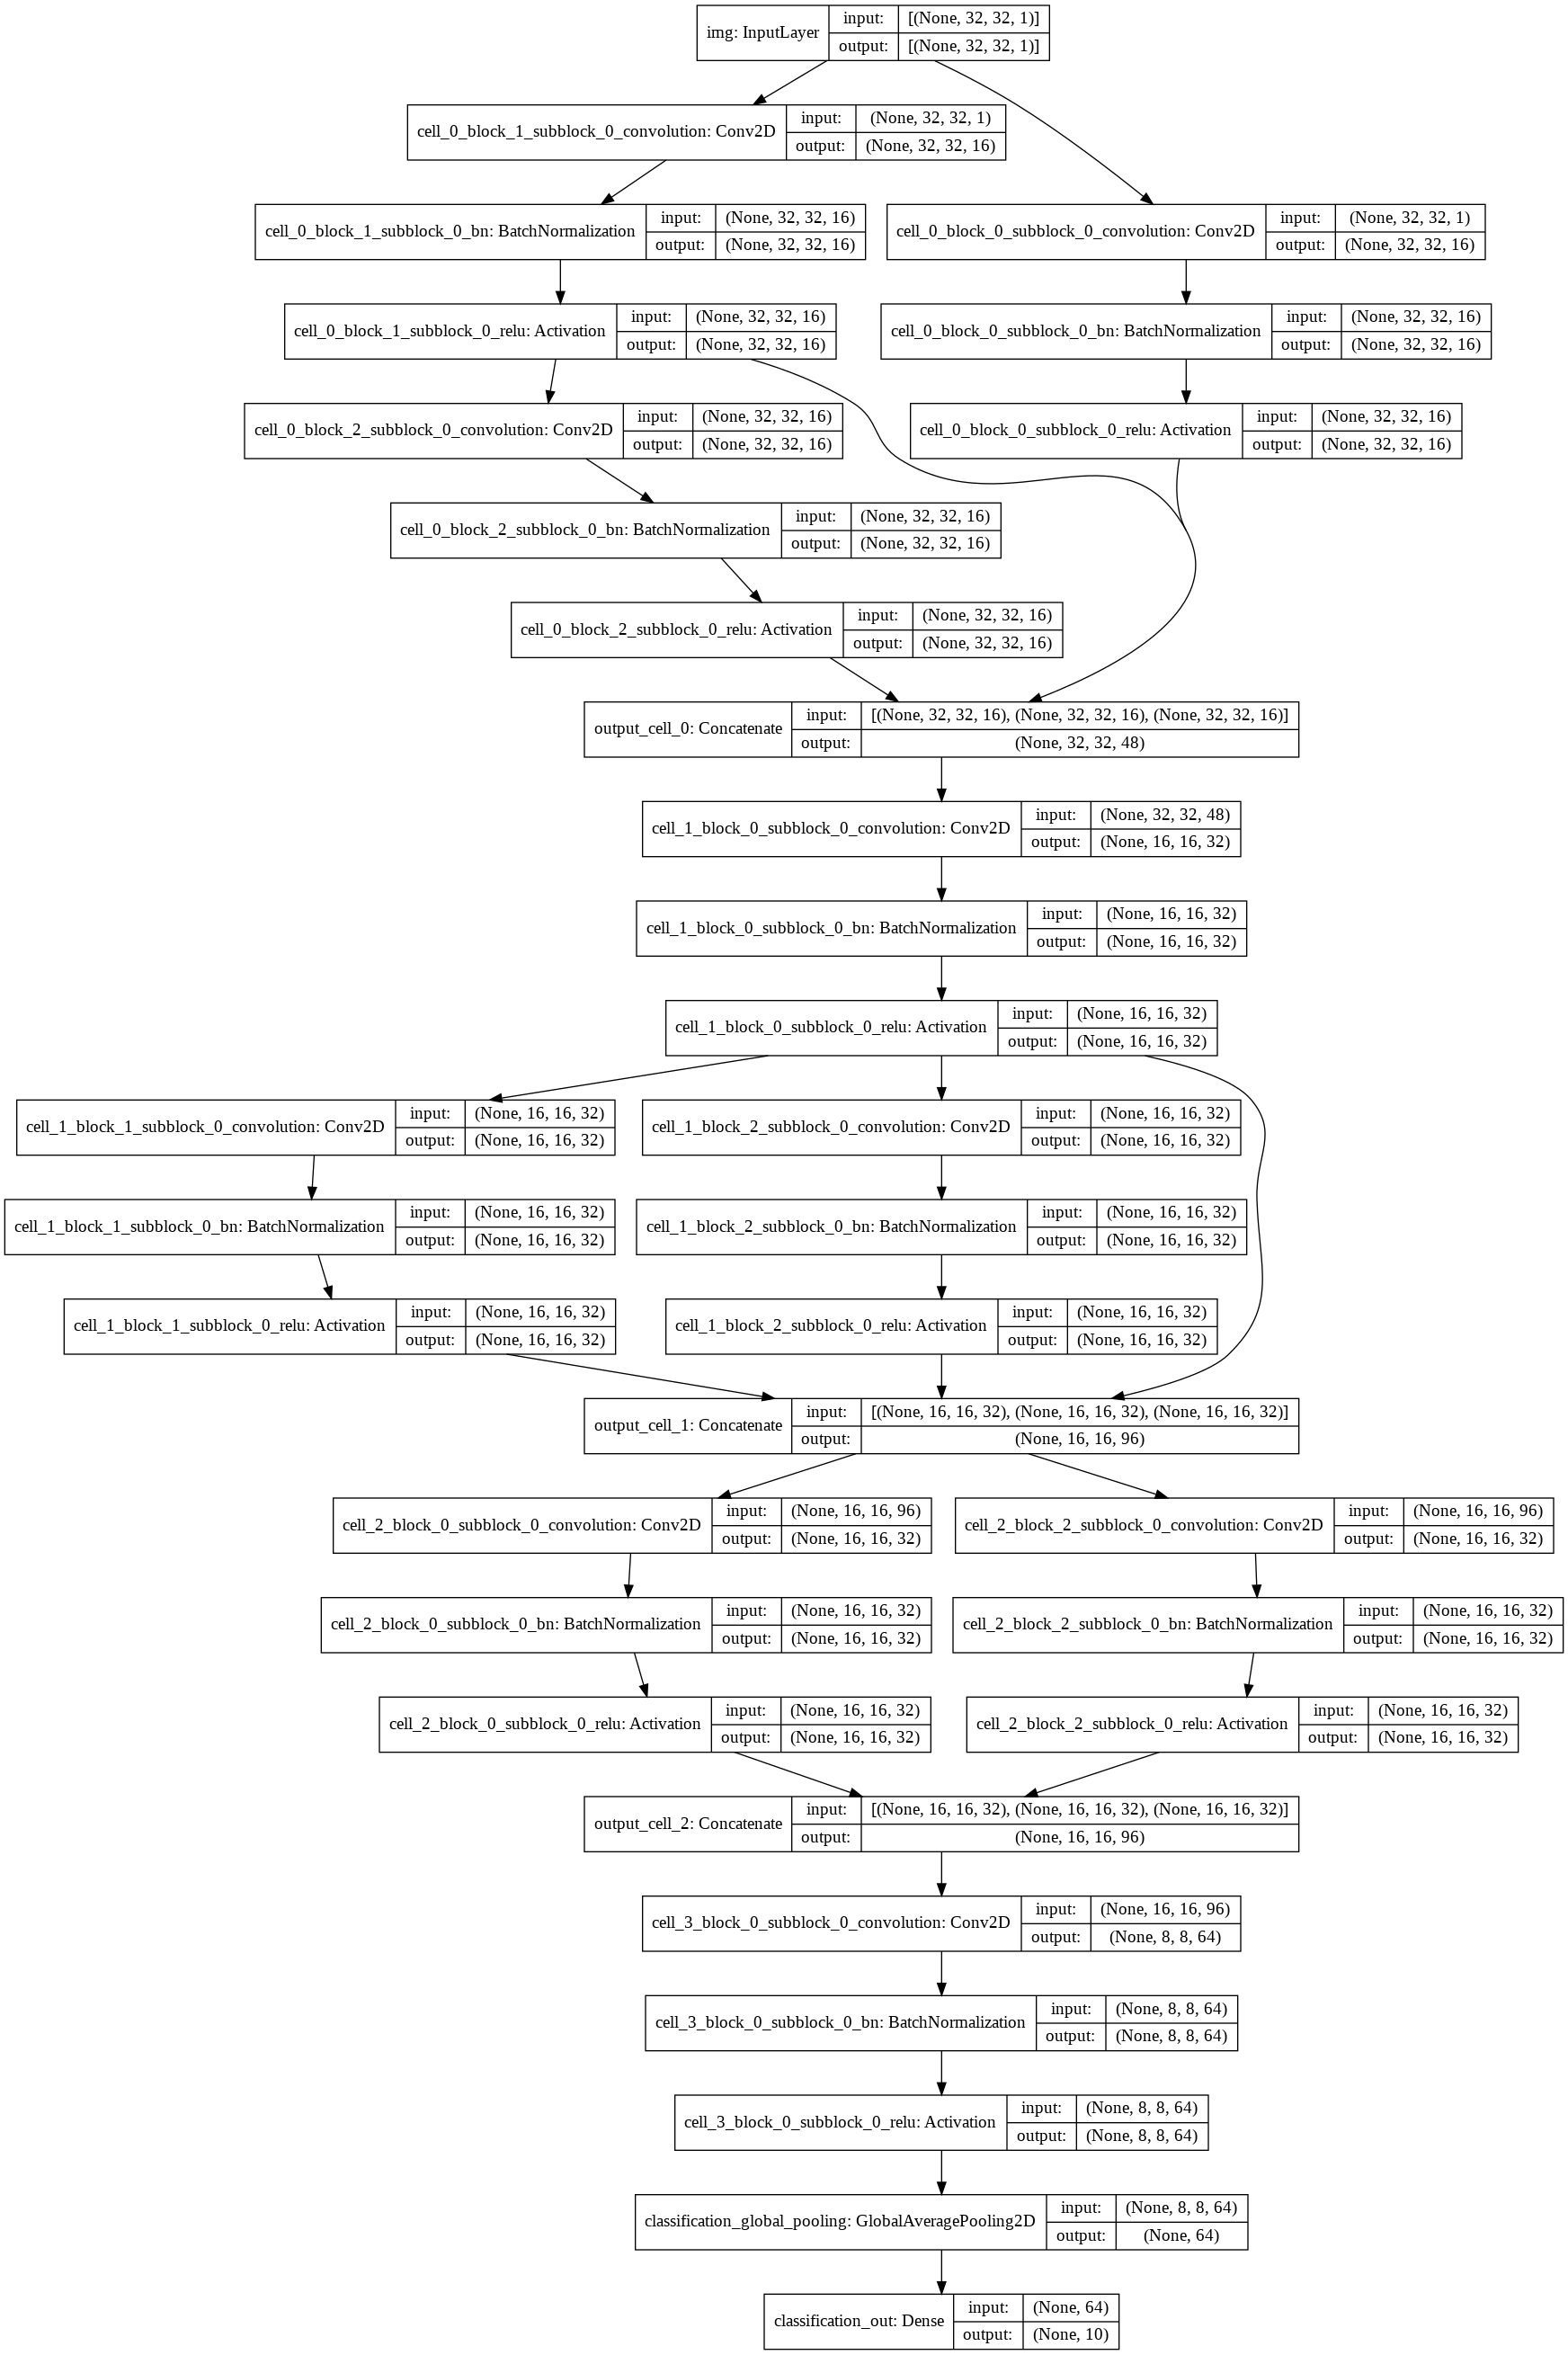 img: InputLayer
input:
[(None, 32, 32, 1)]
output:
[(None, 32, 32, 1)]
cell_0_block_1_subblock_0_convolution: Conv2D
input:
(None, 32, 32, 1)
output:
(None, 32, 32, 16)
cell_0_block_1_subblock_0_bn: BatchNormalization
input:
(None, 32, 32, 16)
output:
(None, 32, 32, 16)
cell_0_block_0_subblock_0_convolution: Conv2D
input:
(None, 32, 32, 1)
output:
(None, 32, 32, 16)
cell_0_block_1_subblock_0_relu: Activation
input:
(None, 32, 32, 16)
output:
(None, 32, 32, 16)
cell_0_block_0_subblock_0_bn: BatchNormalization
input:
(None, 32, 32, 16)
output:
(None, 32, 32, 16)
cell_0_block_2_subblock_0_convolution: Conv2D
input:
(None, 32, 32, 16)
output:
(None, 32, 32, 16)
cell_0_block_0_subblock_0_relu: Activation
input:
(None, 32, 32, 16)
output:
(None, 32, 32, 16)
cell_0_block_2_subblock_0_bn: BatchNormalization
input:
(None, 32, 32, 16)
output:
(None, 32, 32, 16)
cell_0_block_2_subblock_0_relu: Activation
input:
(None, 32, 32, 16)
output:
(None, 32, 32, 16)
output_cell_0: Concatenate
input:
[(None, 32, 32, 16), (None, 32, 32, 16), (None, 32, 32, 16)]
output:
(None, 32, 32, 48)
cell_1_block_0_subblock_0_convolution: Conv2D
input:
(None, 32, 32, 48)
output:
(None, 16, 16, 32)
cell_1_block_0_subblock_0_bn: BatchNormalization
input:
(None, 16, 16, 32)
output:
(None, 16, 16, 32)
cell_1_block_0_subblock_0_relu: Activation
input:
(None, 16, 16, 32)
output:
(None, 16, 16, 32)
cell_1_block_1_subblock_0_convolution: Conv2D
input:
(None, 16, 16, 32)
output:
(None, 16, 16, 32)
cell_1_block_2_subblock_0_convolution: Conv2D
input:
(None, 16, 16, 32)
output:
(None, 16, 16, 32)
cell_1_block_1_subblock_0_bn: BatchNormalization
input:
(None, 16, 16, 32)
output:
(None, 16, 16, 32)
cell_1_block_2_subblock_0_bn: BatchNormalization
input:
(None, 16, 16, 32)
output:
(None, 16, 16, 32)
cell_1_block_1_subblock_0_relu: Activation
input:
(None, 16, 16, 32)
output:
(None, 16, 16, 32)
cell_1_block_2_subblock_0_relu: Activation
input:
(None, 16, 16, 32)
output:
(None, 16, 16, 32)
output_cell_1: Concatenate
input:
[(None, 16, 16, 32), (None, 16, 16, 32), (None, 16, 16, 32)]
output:
(None, 16, 16, 96)
cell_2_block_0_subblock_0_convolution: Conv2D
input:
(None, 16, 16, 96)
output:
(None, 16, 16, 32)
cell_2_block_2_subblock_0_convolution: Conv2D
input:
(None, 16, 16, 96)
output:
(None, 16, 16, 32)
cell_2_block_0_subblock_0_bn: BatchNormalization
input:
(None, 16, 16, 32)
output:
(None, 16, 16, 32)
cell_2_block_2_subblock_0_bn: BatchNormalization
input:
(None, 16, 16, 32)
output:
(None, 16, 16, 32)
cell_2_block_0_subblock_0_relu: Activation
input:
(None, 16, 16, 32)
output:
(None, 16, 16, 32)
cell_2_block_2_subblock_0_relu: Activation
input:
(None, 16, 16, 32)
output:
(None, 16, 16, 32)
output_cell_2: Concatenate
input:
[(None, 16, 16, 32), (None, 16, 16, 32), (None, 16, 16, 32)]
output:
(None, 16, 16, 96)
cell_3_block_0_subblock_0_convolution: Conv2D
input:
(None, 16, 16, 96)
output:
(None, 8, 8, 64)
cell_3_block_0_subblock_0_bn: BatchNormalization
input:
(None, 8, 8, 64)
output:
(None, 8, 8, 64)
cell_3_block_0_subblock_0_relu: Activation
input:
(None, 8, 8, 64)
output:
(None, 8, 8, 64)
classification_global_pooling: GlobalAveragePooling2D
input:
(None, 8, 8, 64)
output:
(None, 64)
classification_out: Dense
input:
(None, 64)
output:
(None, 10)